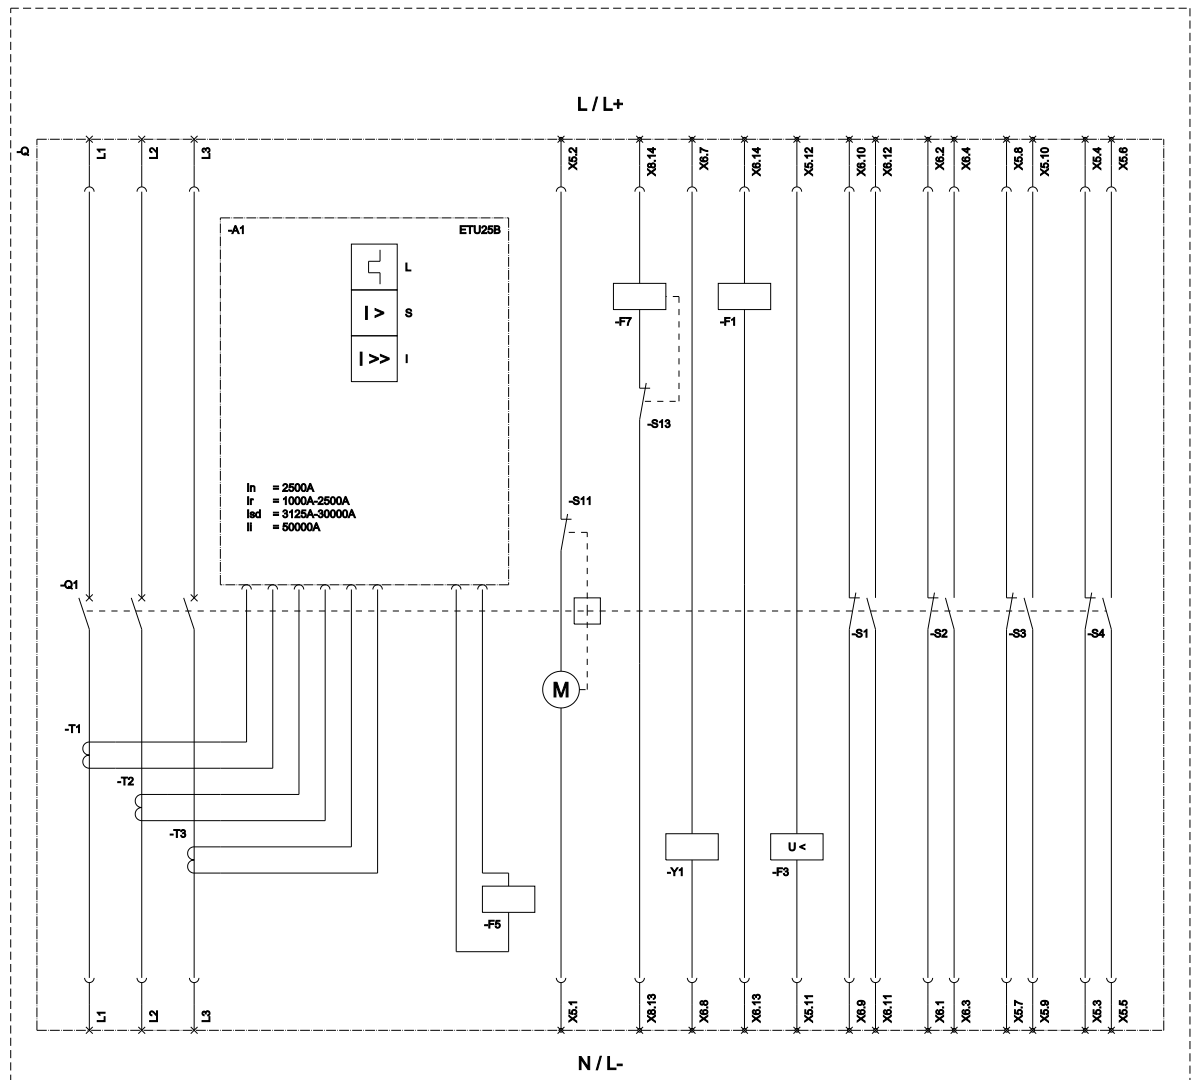 L / L+
-Q
L1
L2
L3
X5.2
X8.14
X6.7
X6.14
X5.12
X6.10
X6.12
X6.2
X6.4
X5.8
X5.10
X5.4
X5.6
-A1 ETU25B
L
I > S
I >> I
-F7
-F1
-S13
In = 2500A
Ir = 1000A-2500A
Isd = 3125A-30000A
Ii = 50000A
-S11
-Q1
-S1
-S2
-S3
-S4
M
-T1
-T2
-T3
U <
-Y1
-F3
-F5
L1
L2
L3
X5.1
X8.13
X6.8
X6.13
X5.11
X6.9
X6.11
X6.1
X6.3
X5.7
X5.9
X5.3
X5.5
N / L-